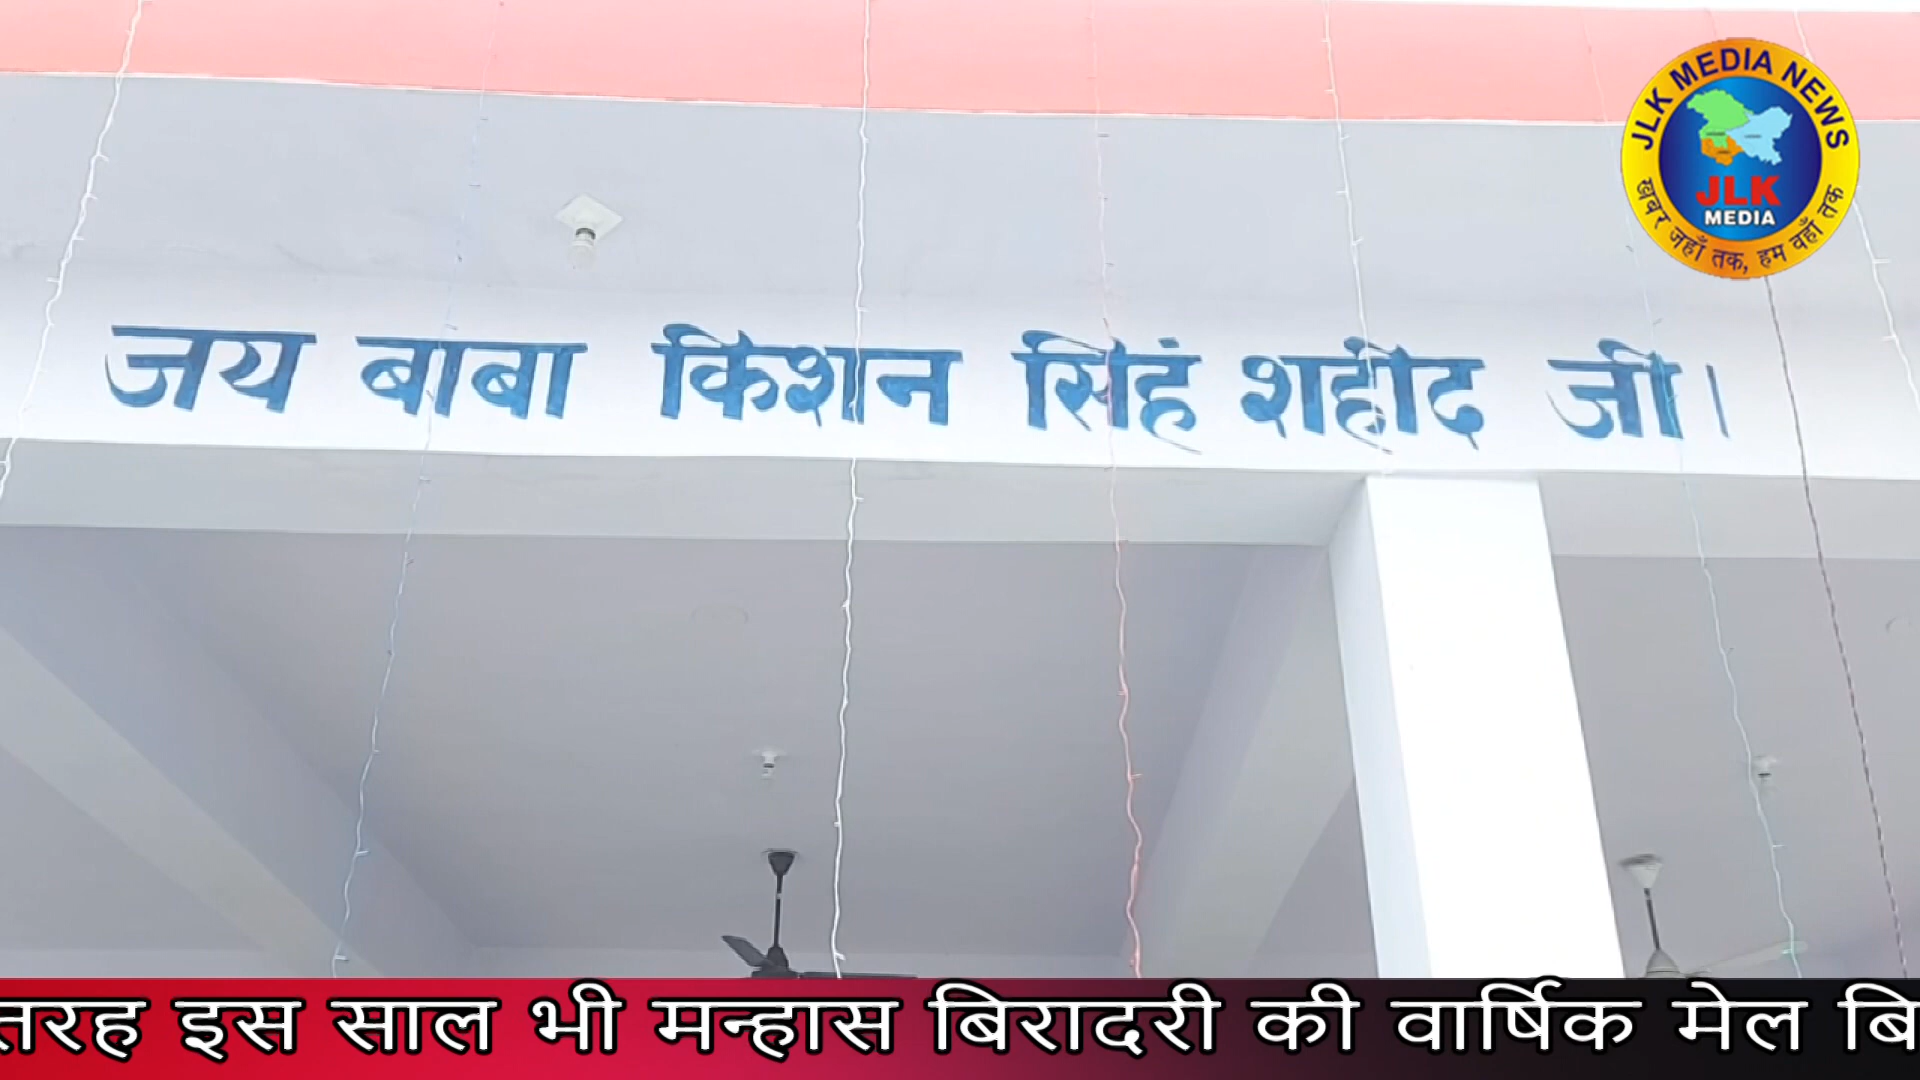 JLK MEDIA NEWS
JLK
MEDIA
खबर जहाँ तक, हम वहाँ तक
जय बाबा किशन सिहं शहीद जी।
तरह इस साल भी मन्हास बिरादरी की वार्षिक मेल बि